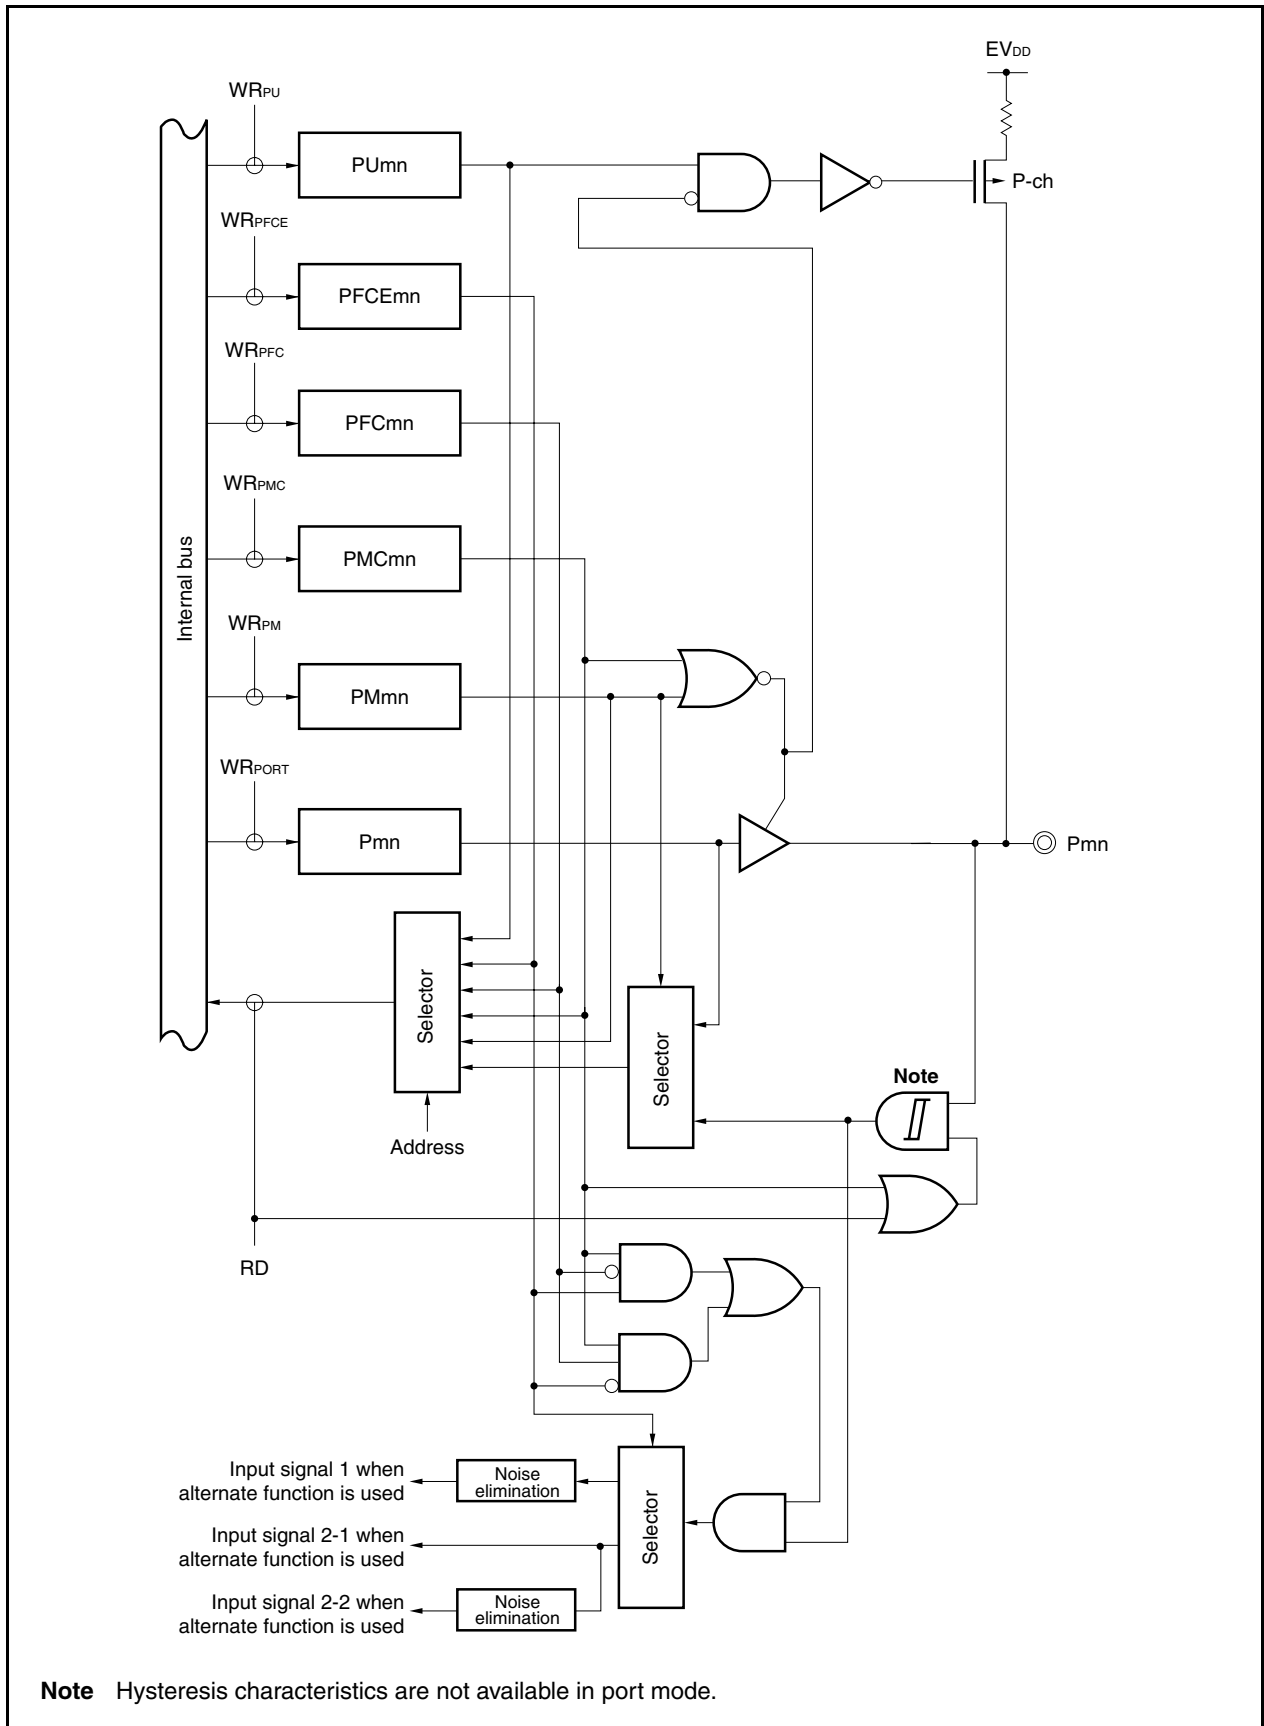 EVDD
WRPU
PUmn
P-ch
WRPFCE
PFCEmn
WRPFC
PFCmn
WRPMC
PMCmn
Internal bus
WRPM
PMmn
WRPORT
Pmn
Pmn
Selector
Selector
Note
Address
RD
Input signal 1 when
alternate function is used
Noise
elimination
Selector
Input signal 2-1 when
alternate function is used
Input signal 2-2 when
alternate function is used
Noise
elimination
Note Hysteresis characteristics are not available in port mode.